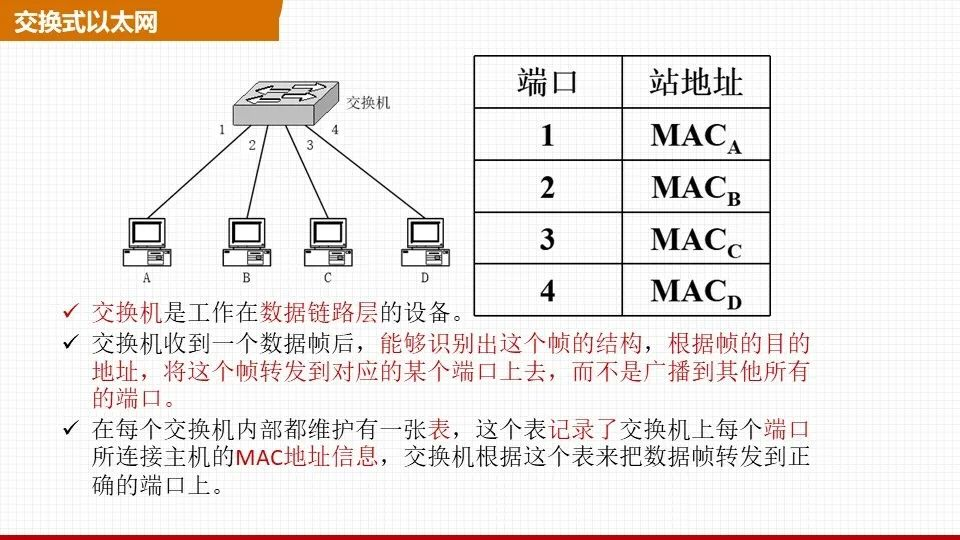 交换式以太网
交换机
1
2
3
4
A
B
C
D
端口 站地址
1 MACA
2 MACB
3 MACC
4 MACD
✓ 交换机是工作在数据链路层的设备。
✓ 交换机收到一个数据帧后，能够识别出这个帧的结构，根据帧的目的
地址，将这个帧转发到对应的某个端口上去，而不是广播到其他所有
的端口。
✓ 在每个交换机内部都维护有一张表，这个表记录了交换机上每个端口
所连接主机的MAC地址信息，交换机根据这个表来把数据帧转发到正
确的端口上。